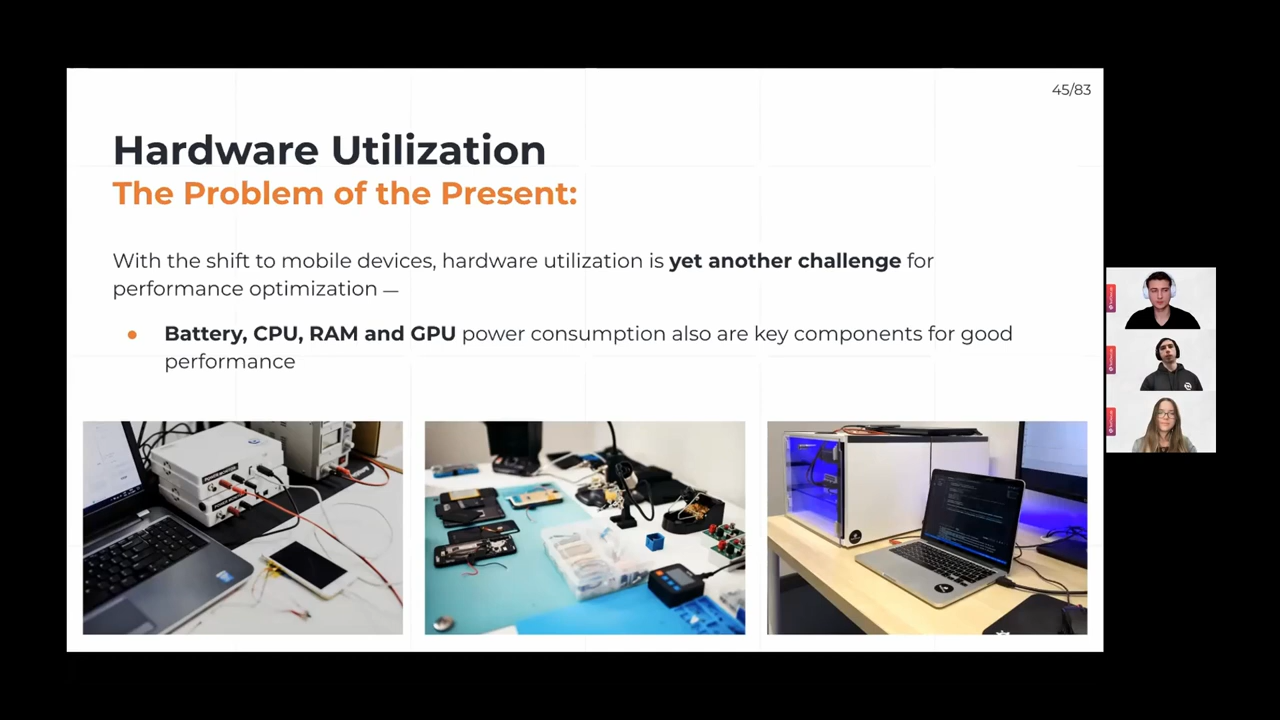 45/83
Hardware Utilization
The Problem of the Present:
With the shift to mobile devices, hardware utilization is yet another challenge for
performance optimization —
● Battery, CPU, RAM and GPU power consumption also are key components for good
performance